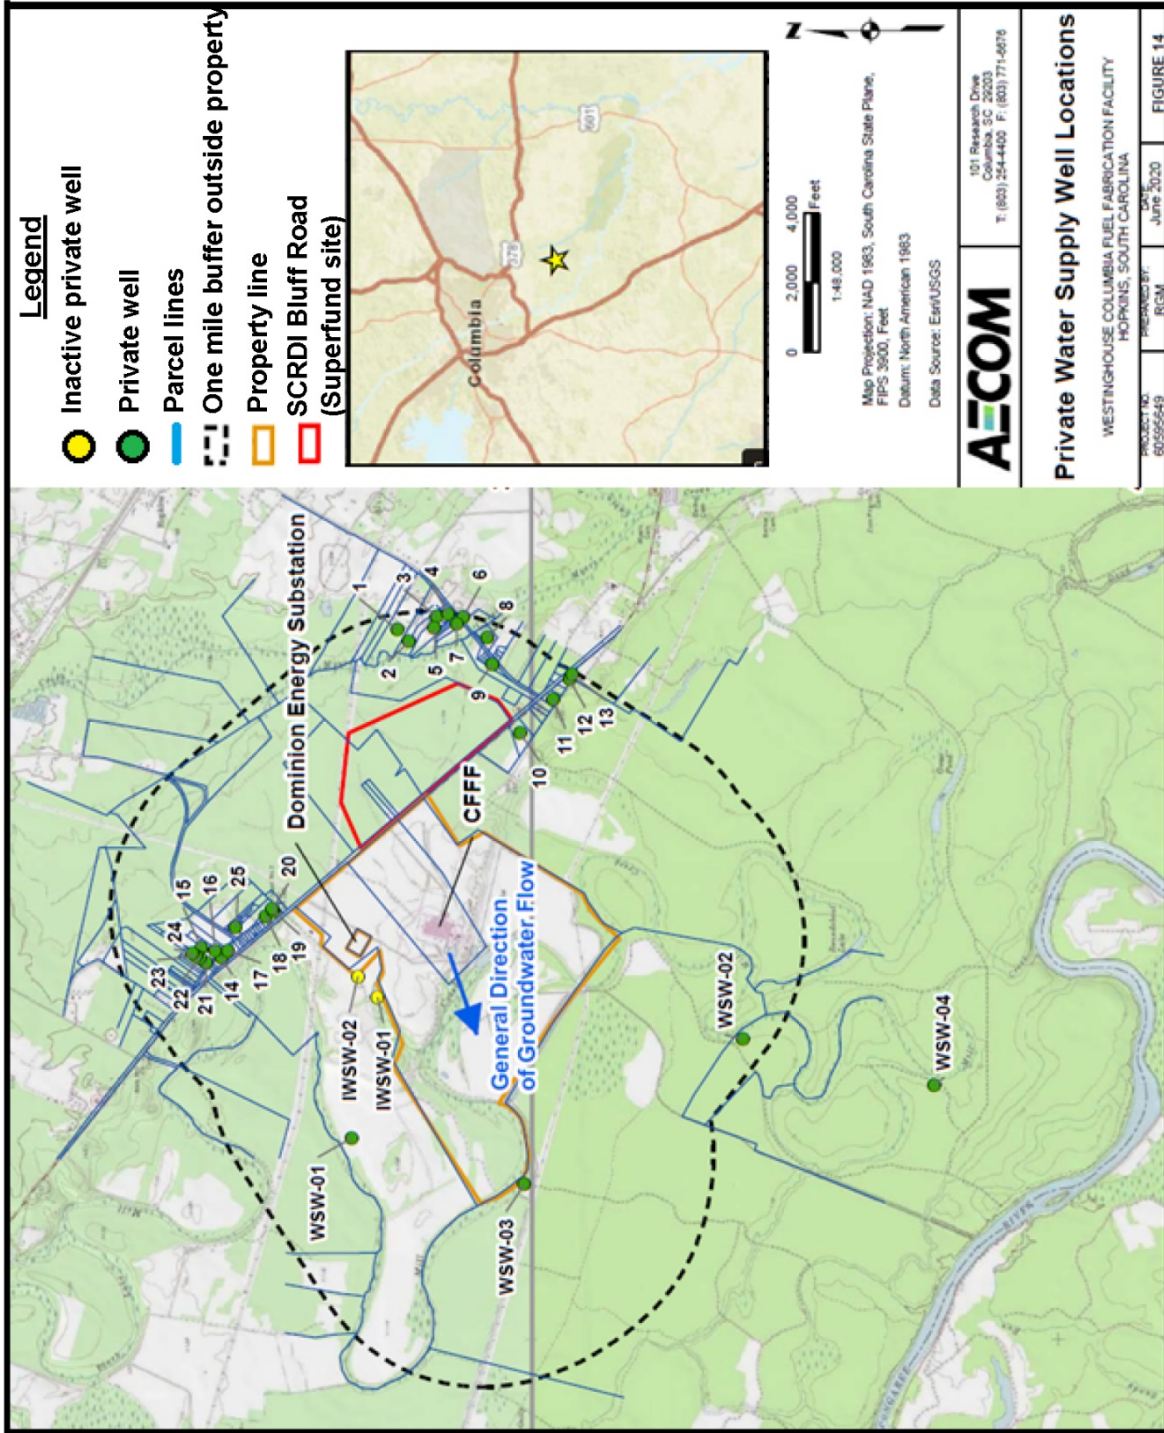 Legend
Inactive private well
Private well
Parcel lines
One mile buffer outside property
Property line
SCRDI Bluff Road
(Superfund site)
Columbia
378
601
N
0 2,000 4,000
Feet
1:48,000
Map Projection: NAD 1983, South Carolina State Plane,
FIPS 3900, Feet
Datum: North American 1983
Data Source: Esri/USGS
AECOM
101 Research Drive
Columbia, SC 29203
T: (803) 254-4400 F: (803) 771-6676
Private Water Supply Well Locations
WESTINGHOUSE COLUMBIA FUEL FABRICATION FACILITY
HOPKINS, SOUTH CAROLINA
PROJECT NO.
60595649
PREPARED BY:
RGM
DATE
June 2020
FIGURE 14
Dominion Energy Substation
CFFF
General Direction
of Groundwater Flow
1
2
3
4
5
6
7
8
9
10
11
12
13
14
15
16
17
18
19
20
21
22
23
24
25
IWSW-02
IWSW-01
WSW-01
WSW-03
WSW-02
WSW-04
Mill
RIVER